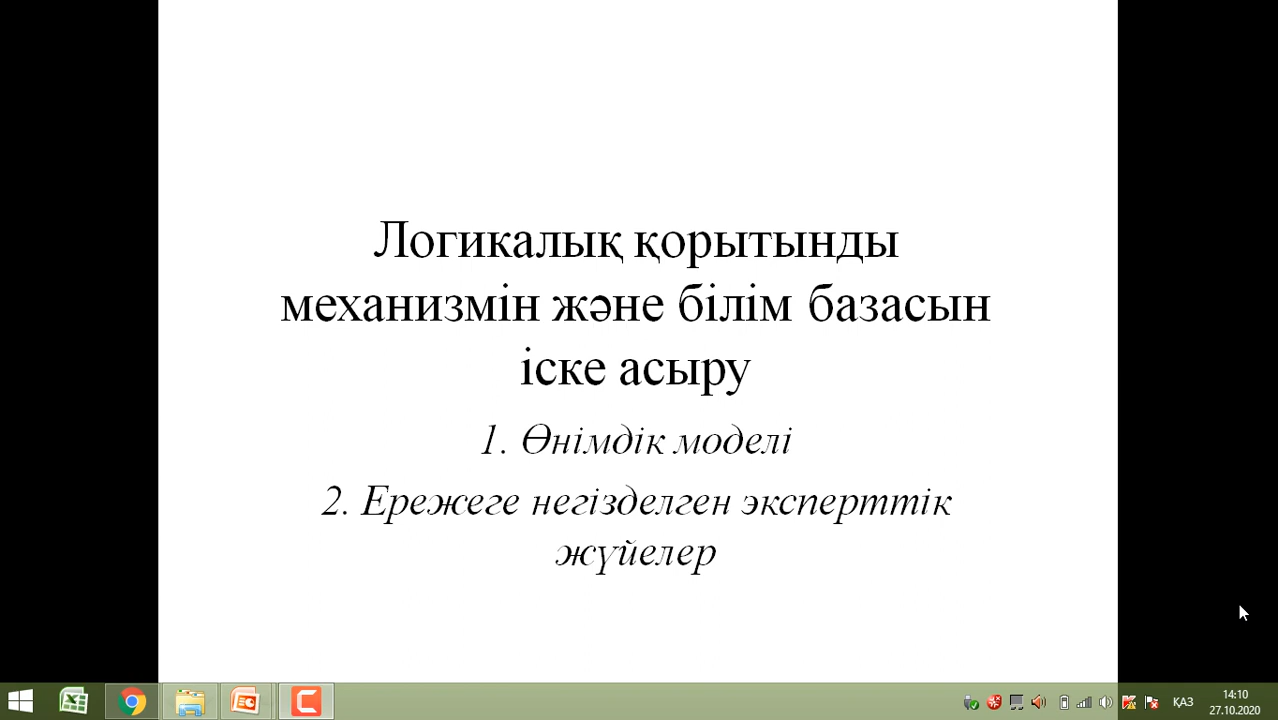 Логикалық қорытынды
механизмін және білім базасын
іске асыру
1. Өнімдік моделі
2. Ережеге негізделген эксперттік
жүйелер
ҚАЗ
14:10
27.10.2020